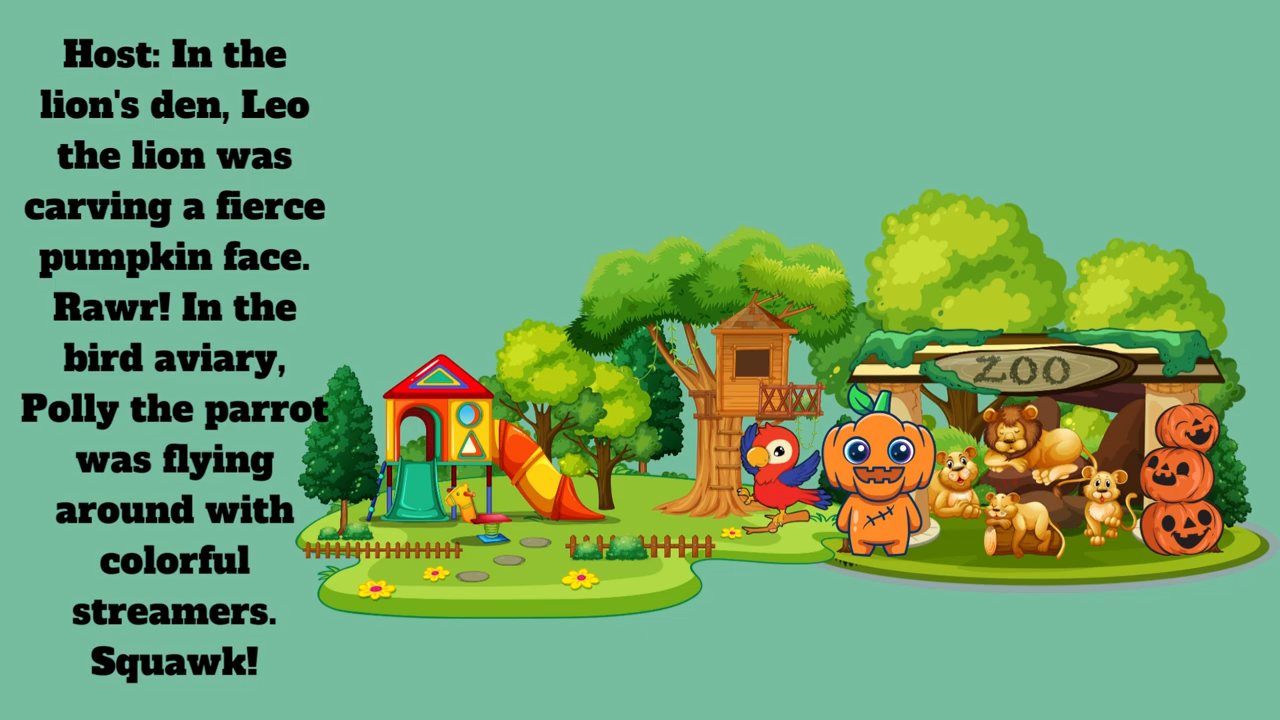 Host: In the
lion's den, Leo
the lion was
carving a fierce
pumpkin face.
Rawr! In the
bird aviary,
Polly the parrot
was flying
around with
colorful
streamers.
Squawk!
ZOO